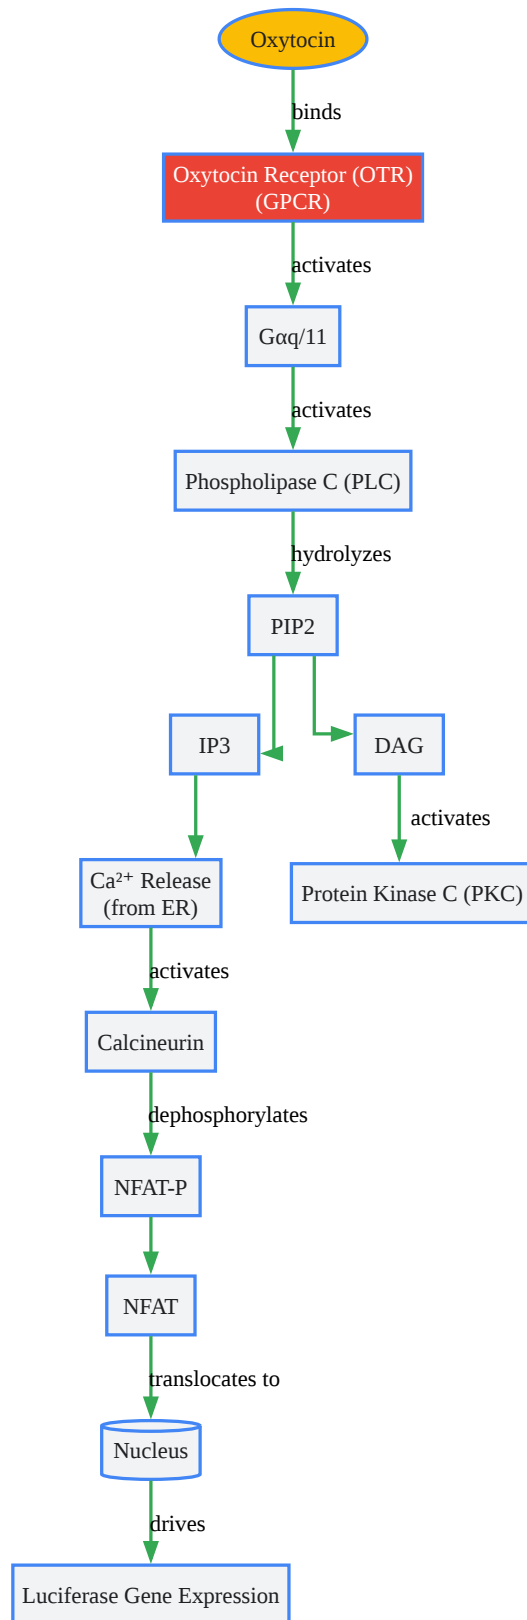 Oxytocin
binds
Oxytocin Receptor (OTR)
(GPCR)
activates
Gαq/11
activates
Phospholipase C (PLC)
hydrolyzes
PIP2
IP3
DAG
activates
Ca²⁺ Release
(from ER)
Protein Kinase C (PKC)
activates
Calcineurin
dephosphorylates
NFAT-P
NFAT
translocates to
Nucleus
drives
Luciferase Gene Expression